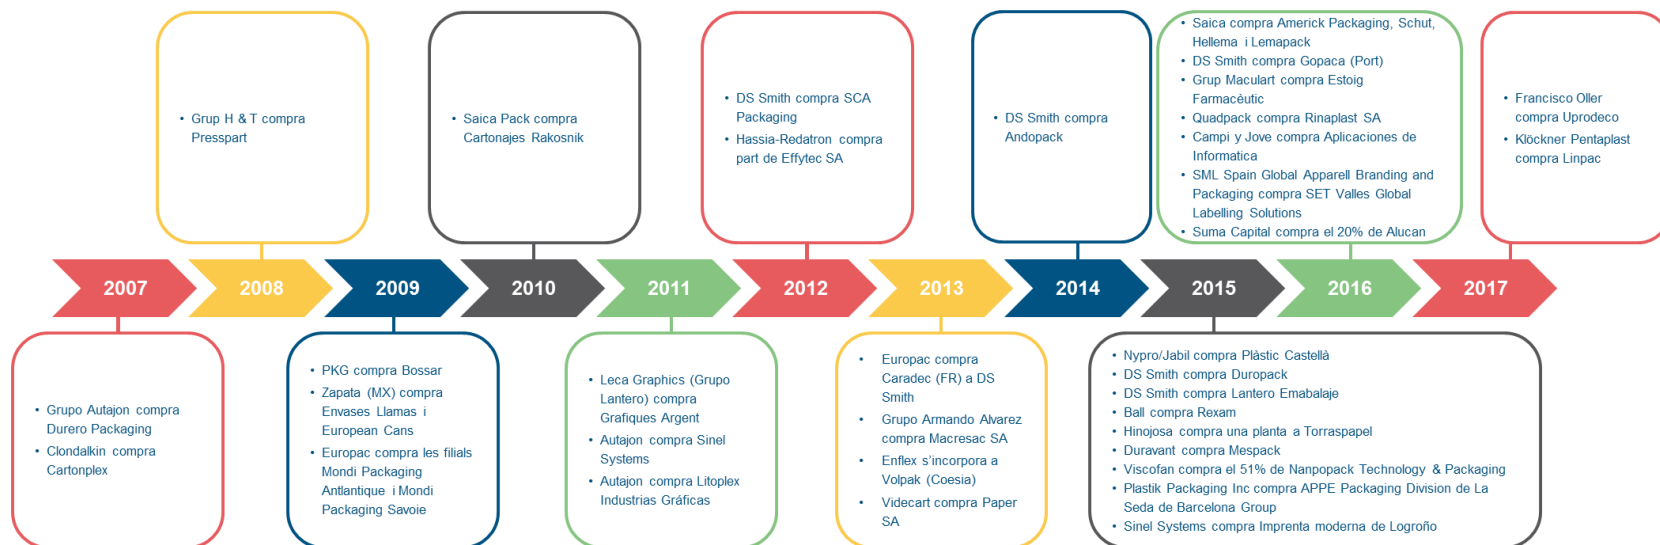 • Grup H & T compra
Presspart
• Saica Pack compra
Cartonajes Rakosnik
• DS Smith compra SCA
Packaging
• Hassia-Redatron compra
part de Effytec SA
• DS Smith compra
Andopack
• Saica compra Americk Packaging, Schut,
Hellema i Lemapack
• DS Smith compra Gopaca (Port)
• Grup Maculart compra Estoig
Farmacèutic
• Quadpack compra Rinaplast SA
• Campi y Jove compra Aplicaciones de
Informatica
• SML Spain Global Apparell Branding and
Packaging compra SET Valles Global
Labelling Solutions
• Suma Capital compra el 20% de Alucan
• Francisco Oller
compra Uprodeco
• Klöckner Pentaplast
compra Linpac
2007
2008
2009
2010
2011
2012
2013
2014
2015
2016
2017
• Grupo Autajon compra
Durero Packaging
• Clondalkin compra
Cartonplex
• PKG compra Bossar
• Zapata (MX) compra
Envases Llamas i
European Cans
• Europac compra les filials
Mondi Packaging
Antlantique i Mondi
Packaging Savoie
• Leca Graphics (Grupo
Lantero) compra
Grafiques Argent
• Autajon compra Sinel
Systems
• Autajon compra Litoplex
Industrias Gráficas
• Europac compra
Caradec (FR) a DS
Smith
• Grupo Armando Alvarez
compra Macresac SA
• Enflex s’incorpora a
Volpak (Coesia)
• Videcart compra Paper
SA
• Nypro/Jabil compra Plàstic Castellà
• DS Smith compra Duropack
• DS Smith compra Lantero Emabalaje
• Ball compra Rexam
• Hinojosa compra una planta a Torraspapel
• Duravant compra Mespack
• Viscofan compra el 51% de Nanpopack Technology & Packaging
• Plastik Packaging Inc compra APPE Packaging Division de La
Seda de Barcelona Group
• Sinel Systems compra Imprenta moderna de Logroño